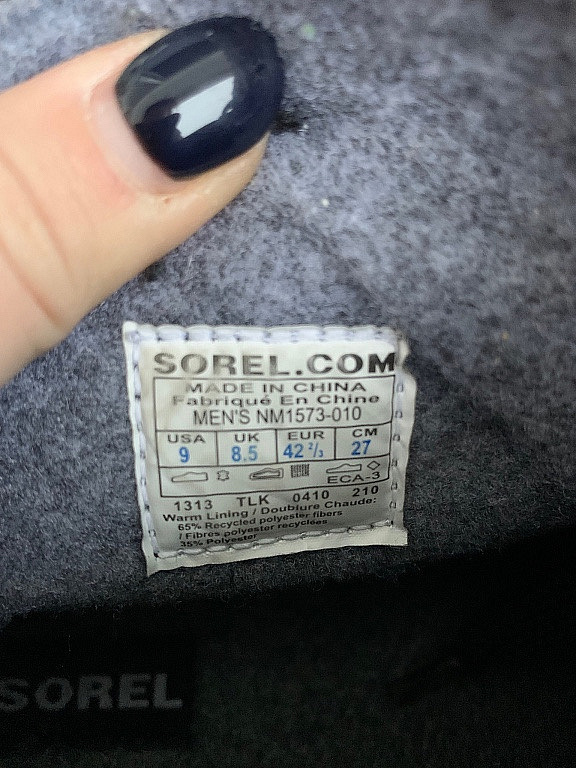 SOREL.COM
MADE IN CHINA
Fabriqué En Chine
MEN'S NM1573-010
USA UK EUR CM
9 8.5 42 2/3 27
ECA-3
1313 TLK 0410 210
Warm Lining / Doublure Chaude:
65% Recycled polyester fibers
/ Fibres polyester recyclées
35% Polyester
SOREL